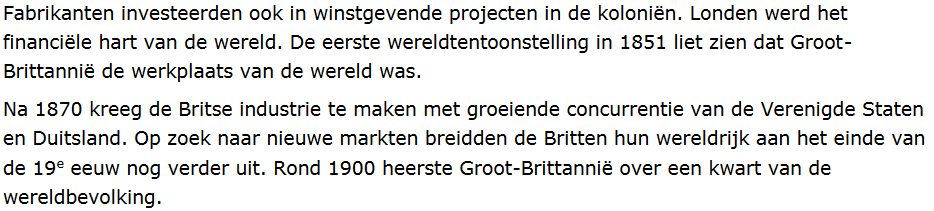 Fabrikanten investeerden ook in winstgevende projecten in de koloniën. Londen werd het
financiële hart van de wereld. De eerste wereldtentoonstelling in 1851 liet zien dat Groot-
Brittannië de werkplaats van de wereld was.
Na 1870 kreeg de Britse industrie te maken met groeiende concurrentie van de Verenigde Staten
en Duitsland. Op zoek naar nieuwe markten breidden de Britten hun wereldrijk aan het einde van
de 19ᵉ eeuw nog verder uit. Rond 1900 heerste Groot-Brittannië over een kwart van de
wereldbevolking.